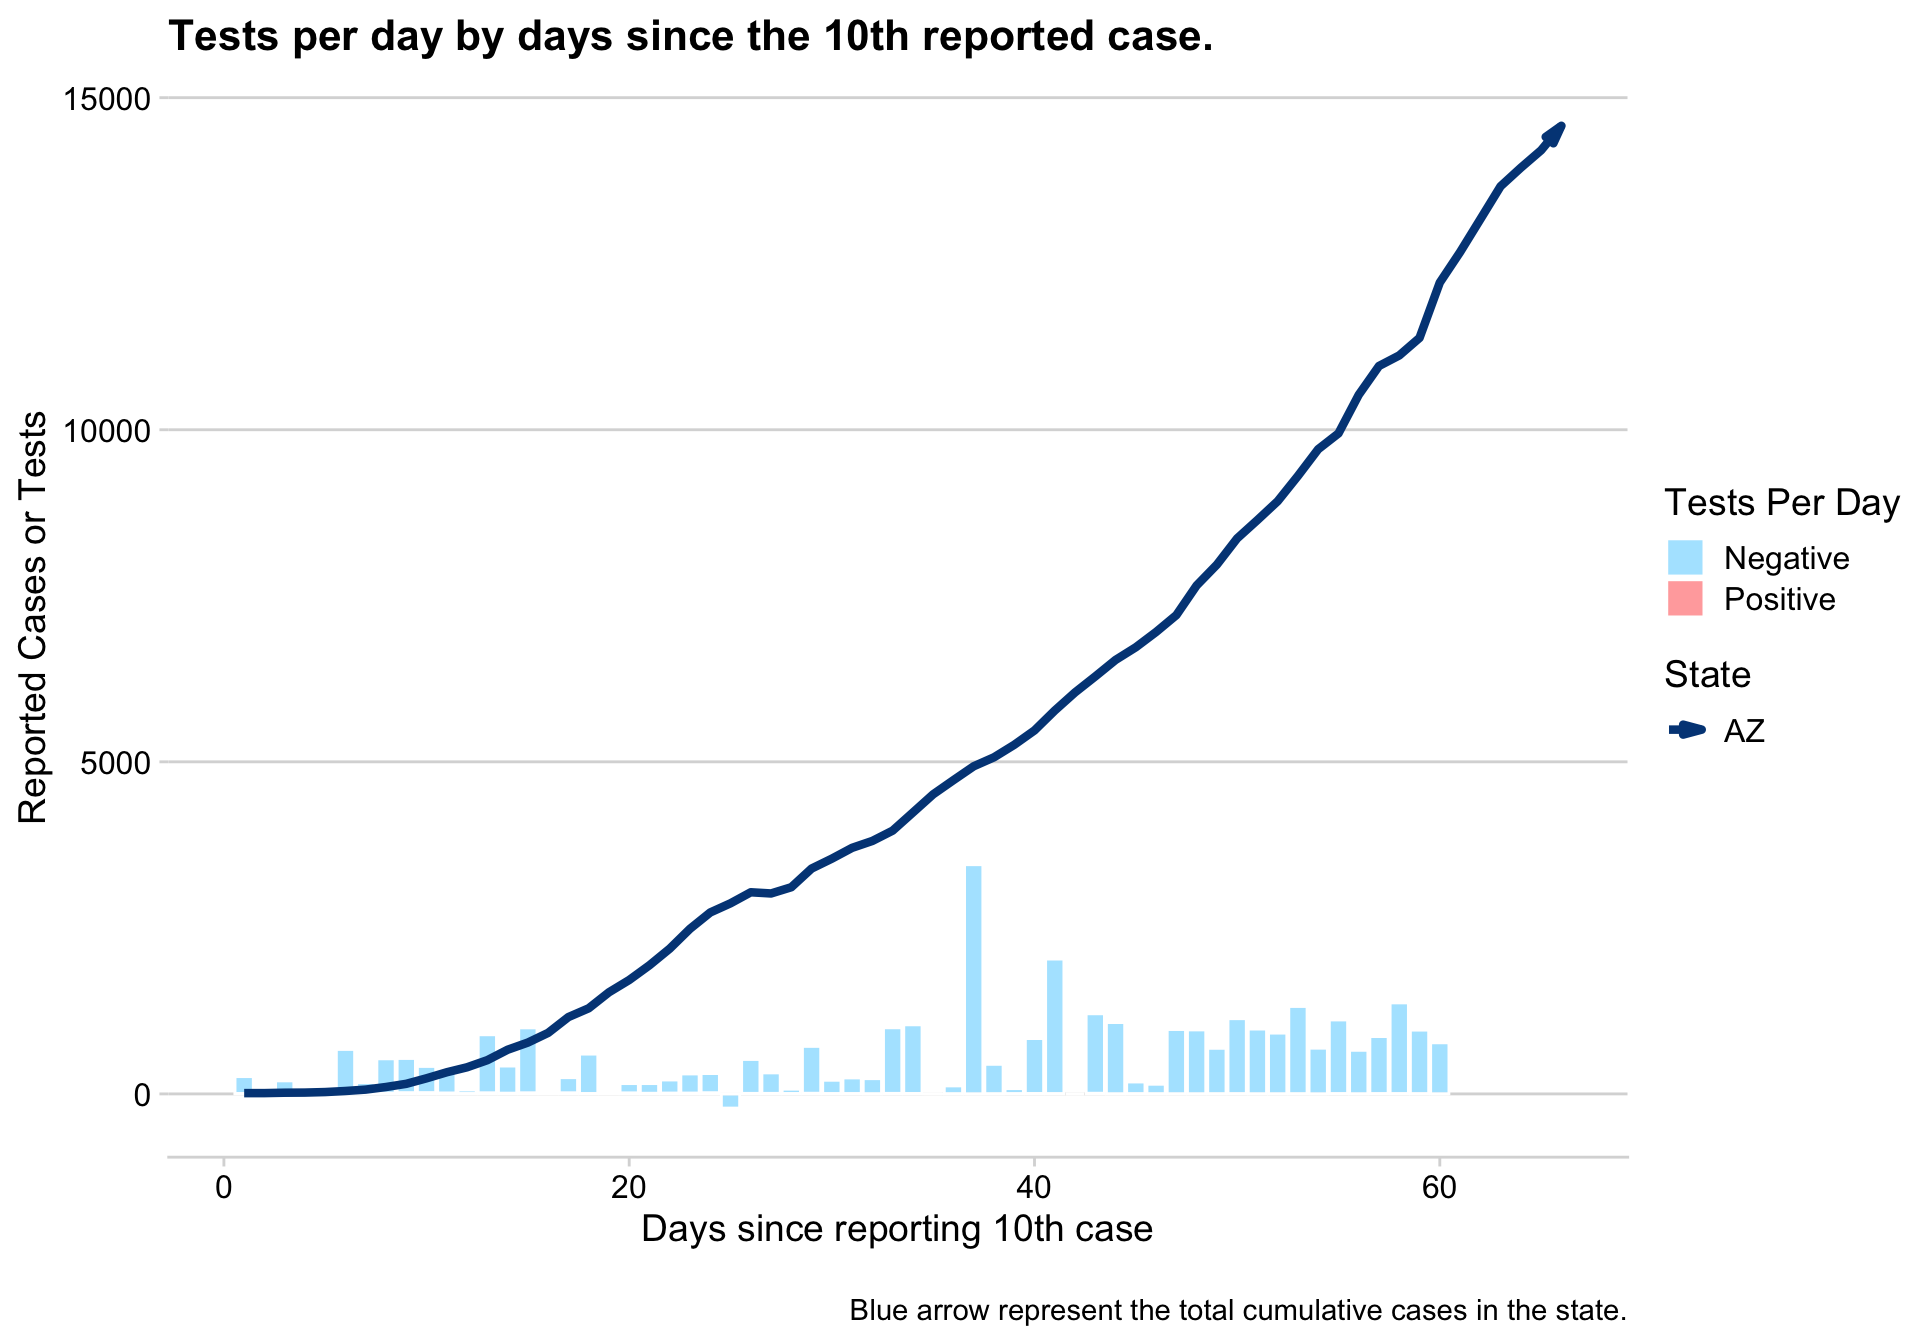 Tests per day by days since the 10th reported case.
15000
10000
5000
0
Reported Cases or Tests
0 20 40 60
Days since reporting 10th case
Tests Per Day
Negative
Positive
State
AZ
Blue arrow represent the total cumulative cases in the state.